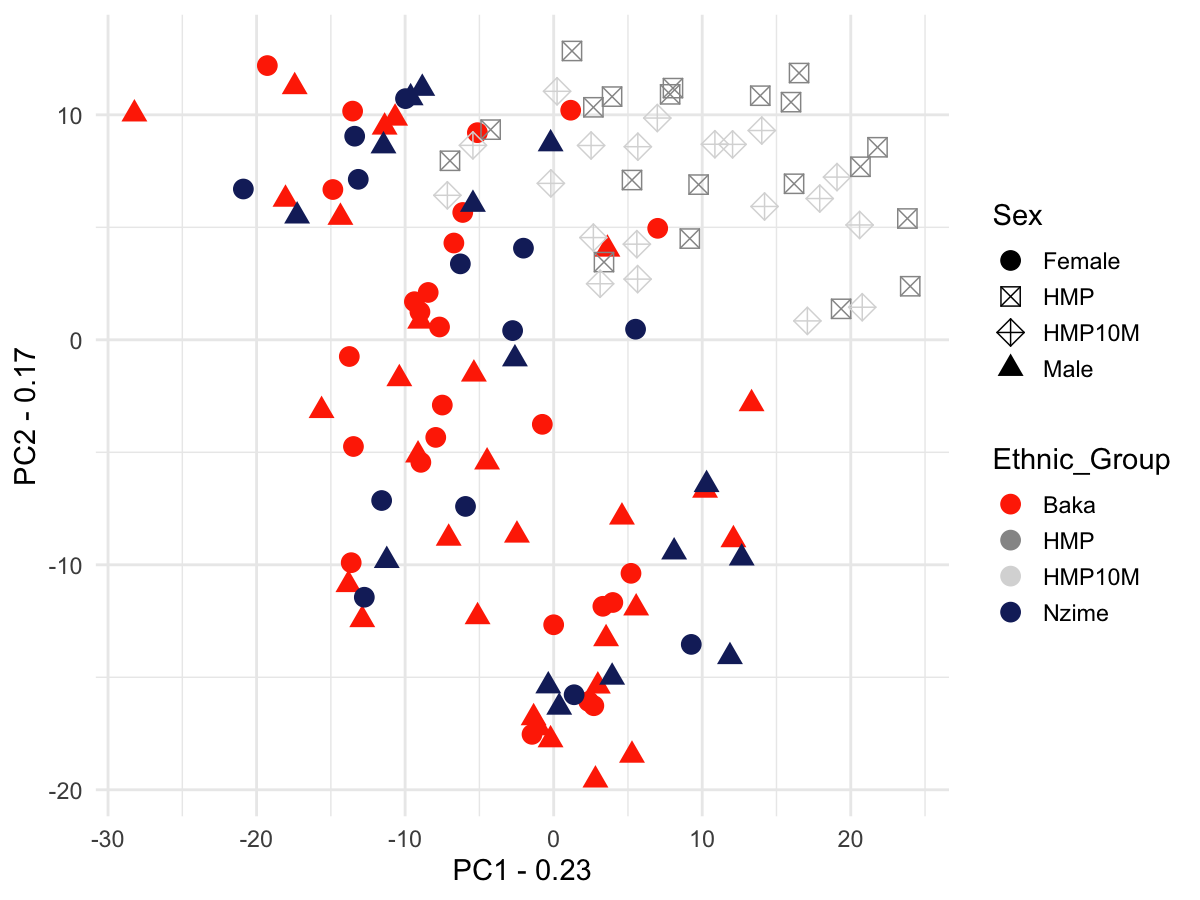 10
0
-10
-20
-30
-20
-10
0
10
20
PC1 - 0.23
PC2 - 0.17
Sex
Female
HMP
HMP10M
Male
Ethnic_Group
Baka
HMP
HMP10M
Nzime